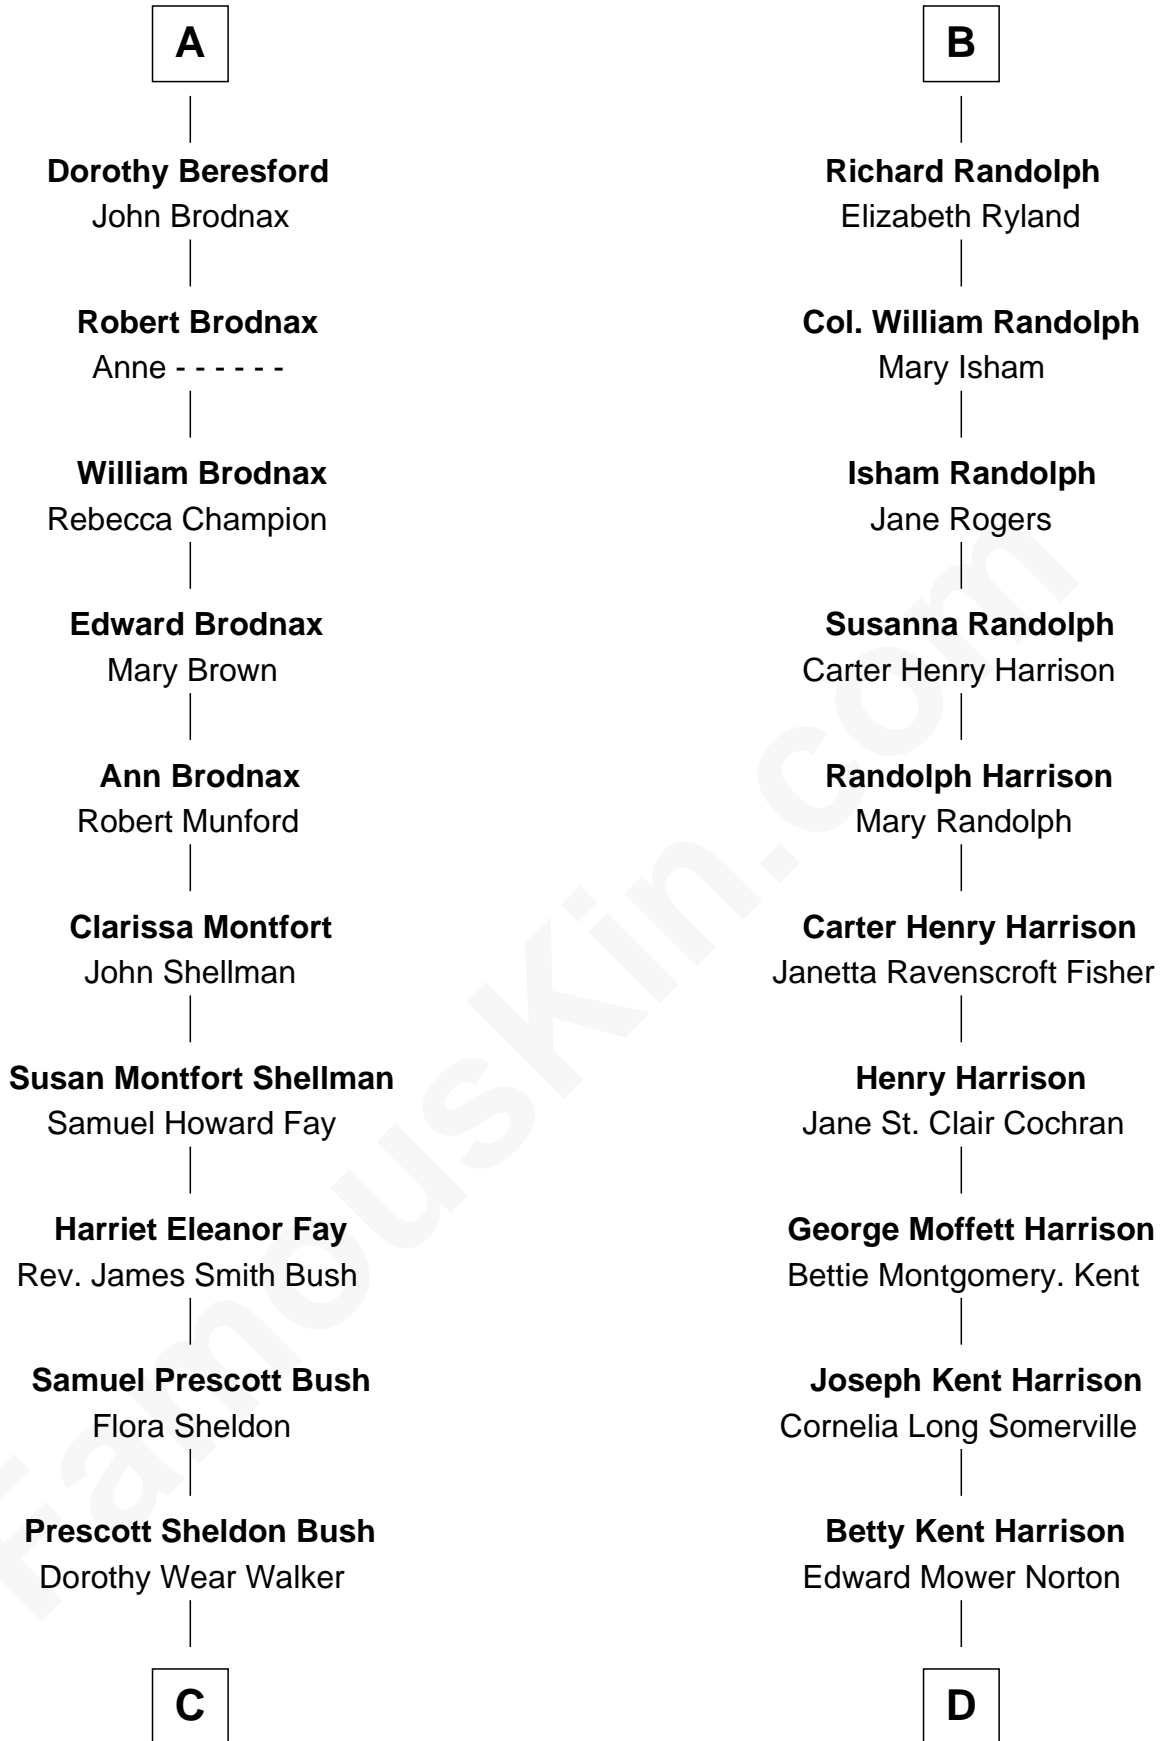 A
Dorothy Beresford
John Brodnax
Robert Brodnax
Anne - - - - - -
William Brodnax
Rebecca Champion
Edward Brodnax
Mary Brown
Ann Brodnax
Robert Munford
Clarissa Montfort
John Shellman
Susan Montfort Shellman
Samuel Howard Fay
Harriet Eleanor Fay
Rev. James Smith Bush
Samuel Prescott Bush
Flora Sheldon
Prescott Sheldon Bush
Dorothy Wear Walker
C
B
Richard Randolph
Elizabeth Ryland
Col. William Randolph
Mary Isham
Isham Randolph
Jane Rogers
Susanna Randolph
Carter Henry Harrison
Randolph Harrison
Mary Randolph
Carter Henry Harrison
Janetta Ravenscroft Fisher
Henry Harrison
Jane St. Clair Cochran
George Moffett Harrison
Bettie Montgomery. Kent
Joseph Kent Harrison
Cornelia Long Somerville
Betty Kent Harrison
Edward Mower Norton
D
FamousKin.com